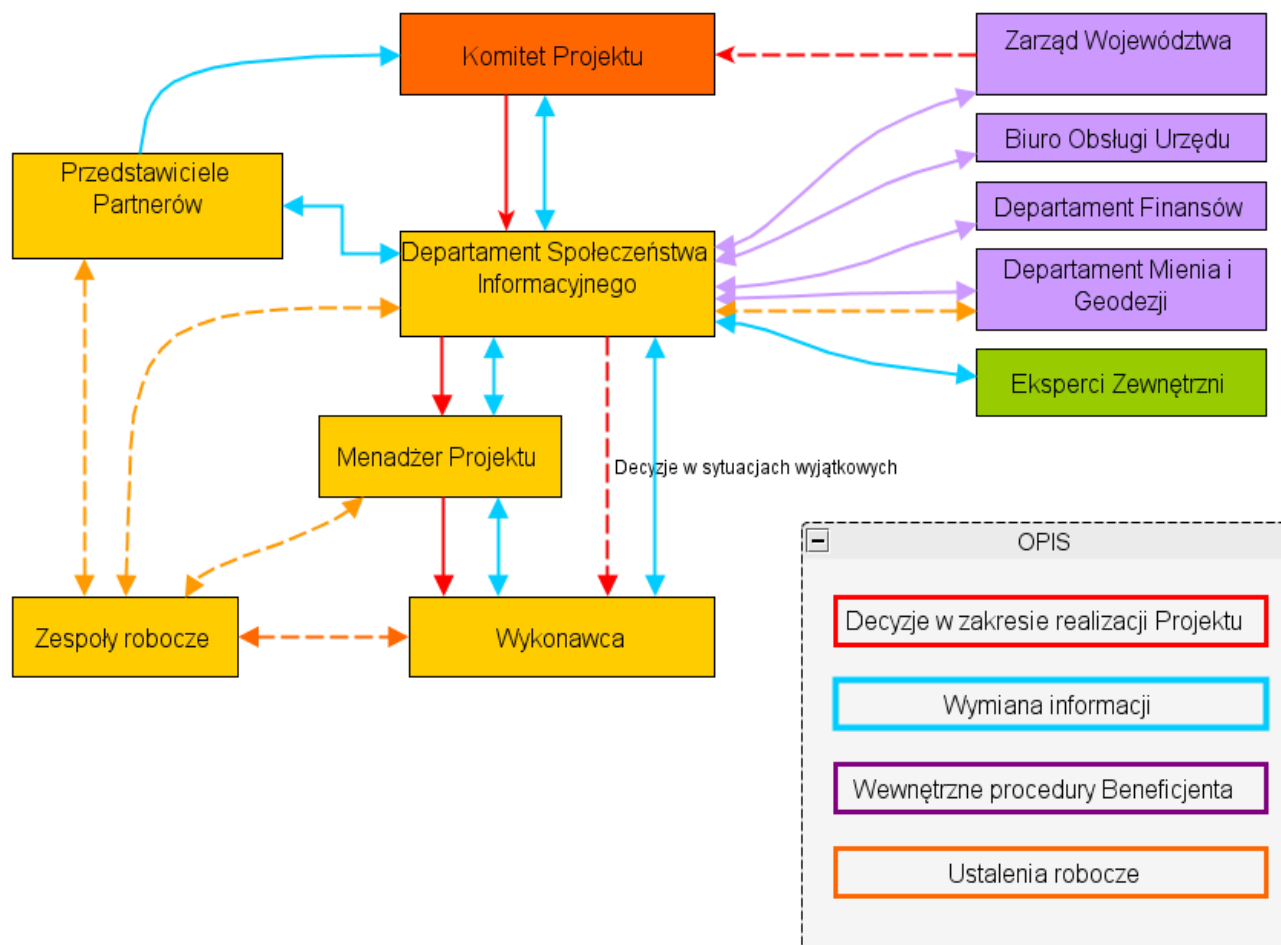 Komitet Projektu
Zarząd Województwa
Biuro Obsługi Urzędu
Przedstawiciele
Partnerów
Departament Finansów
Departament Społeczeństwa
Informacyjnego
Departament Mienia i
Geodezji
Eksperci Zewnętrzni
Menadżer Projektu
Decyzje w sytuacjach wyjątkowych
Zespoły robocze
Wykonawca
OPIS
Decyzje w zakresie realizacji Projektu
Wymiana informacji
Wewnętrzne procedury Beneficjenta
Ustalenia robocze